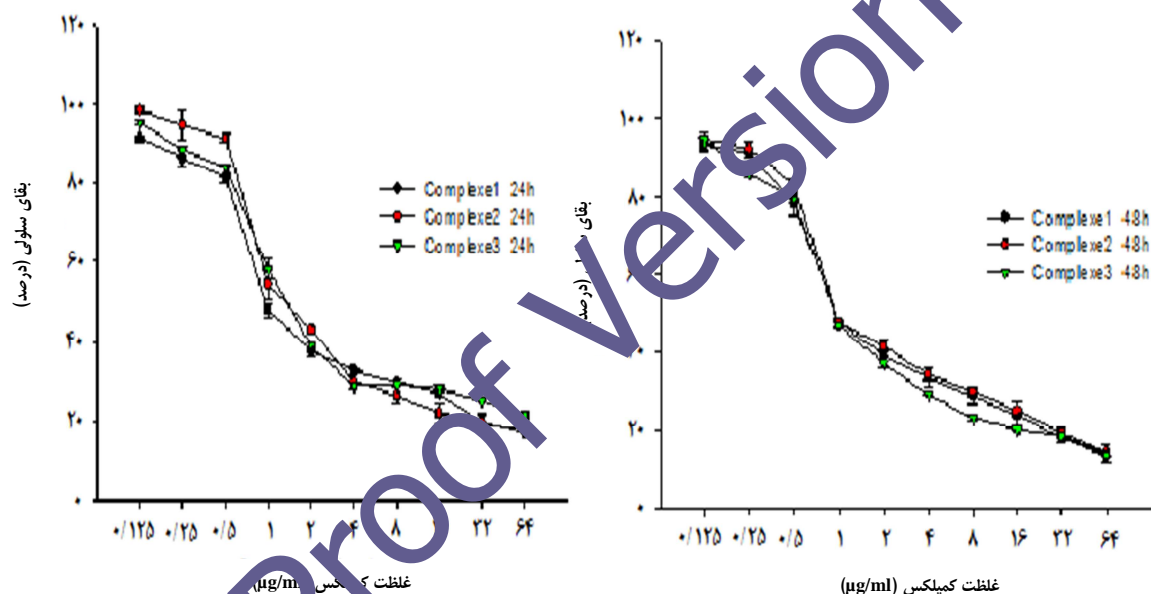 ۱۲۰
۱۰۰
۸۰
۶۰
۴۰
۲۰
۰
بقای سلولی (درصد)
Complexe1 24h
Complexe2 24h
Complexe3 24h
۰/۱۲۵ ۰/۲۵ ۰/۵ ۱ ۲ ۴ ۸ ۳۲ ۶۴
غلظت (µg/ml)
۱۲۰
۱۰۰
۸۰
۲۰
۰
بقای (درصد)
Complexe1 48h
Complexe2 48h
Complexe3 48h
۰/۱۲۵ ۰/۲۵ ۰/۵ ۱ ۲ ۴ ۸ ۱۶ ۳۲ ۶۴
غلظت کمپلکس (µg/ml)
Proof Version